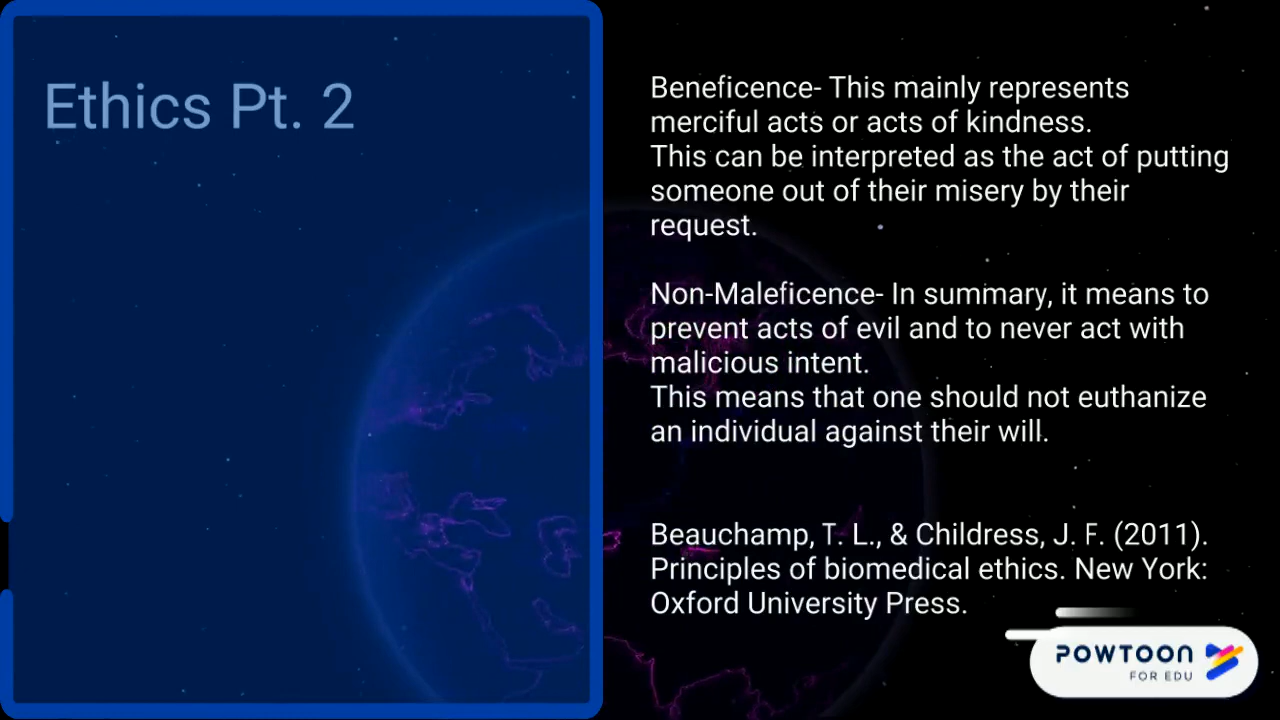 Ethics Pt. 2
Beneficence- This mainly represents
merciful acts or acts of kindness.
This can be interpreted as the act of putting
someone out of their misery by their
request.
Non-Maleficence- In summary, it means to
prevent acts of evil and to never act with
malicious intent.
This means that one should not euthanize
an individual against their will.
Beauchamp, T. L., & Childress, J. F. (2011).
Principles of biomedical ethics. New York:
Oxford University Press.
POWTOON
FOR EDU